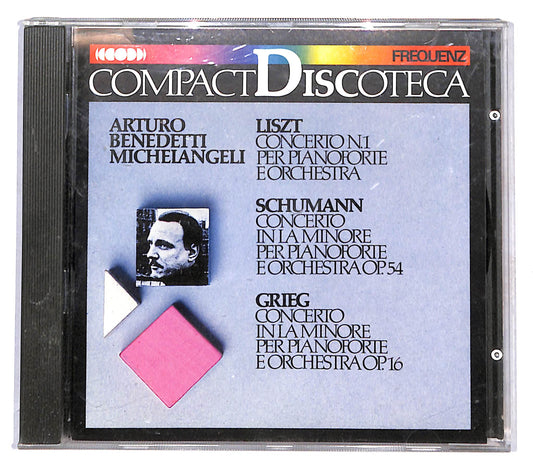 FREQUENZ
COMPACT DISCOTECA
ARTURO
BENEDETTI
MICHELANGELI
LISZT
CONCERTO N.1
PER PIANOFORTE
E ORCHESTRA
SCHUMANN
CONCERTO
IN LA MINORE
PER PIANOFORTE
E ORCHESTRA OP. 54
GRIEG
CONCERTO
IN LA MINORE
PER PIANOFORTE
E ORCHESTRA OP. 16